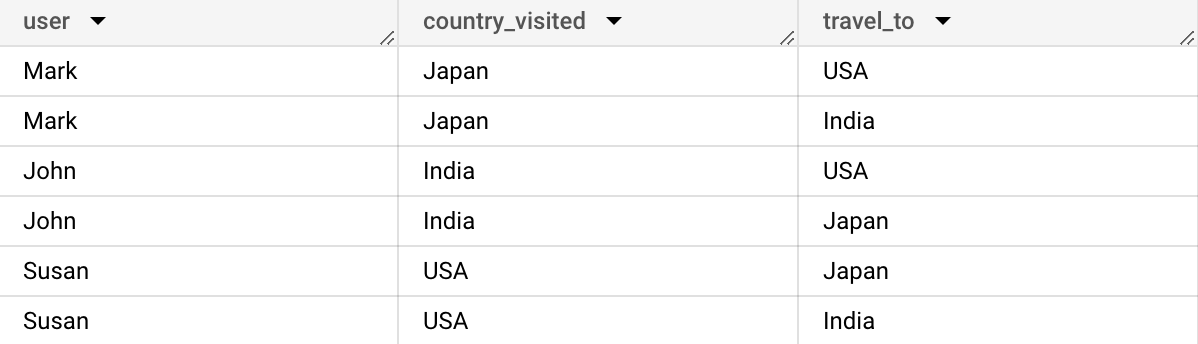 user country_visited travel_to
Mark Japan USA
Mark Japan India
John India USA
John India Japan
Susan USA Japan
Susan USA India